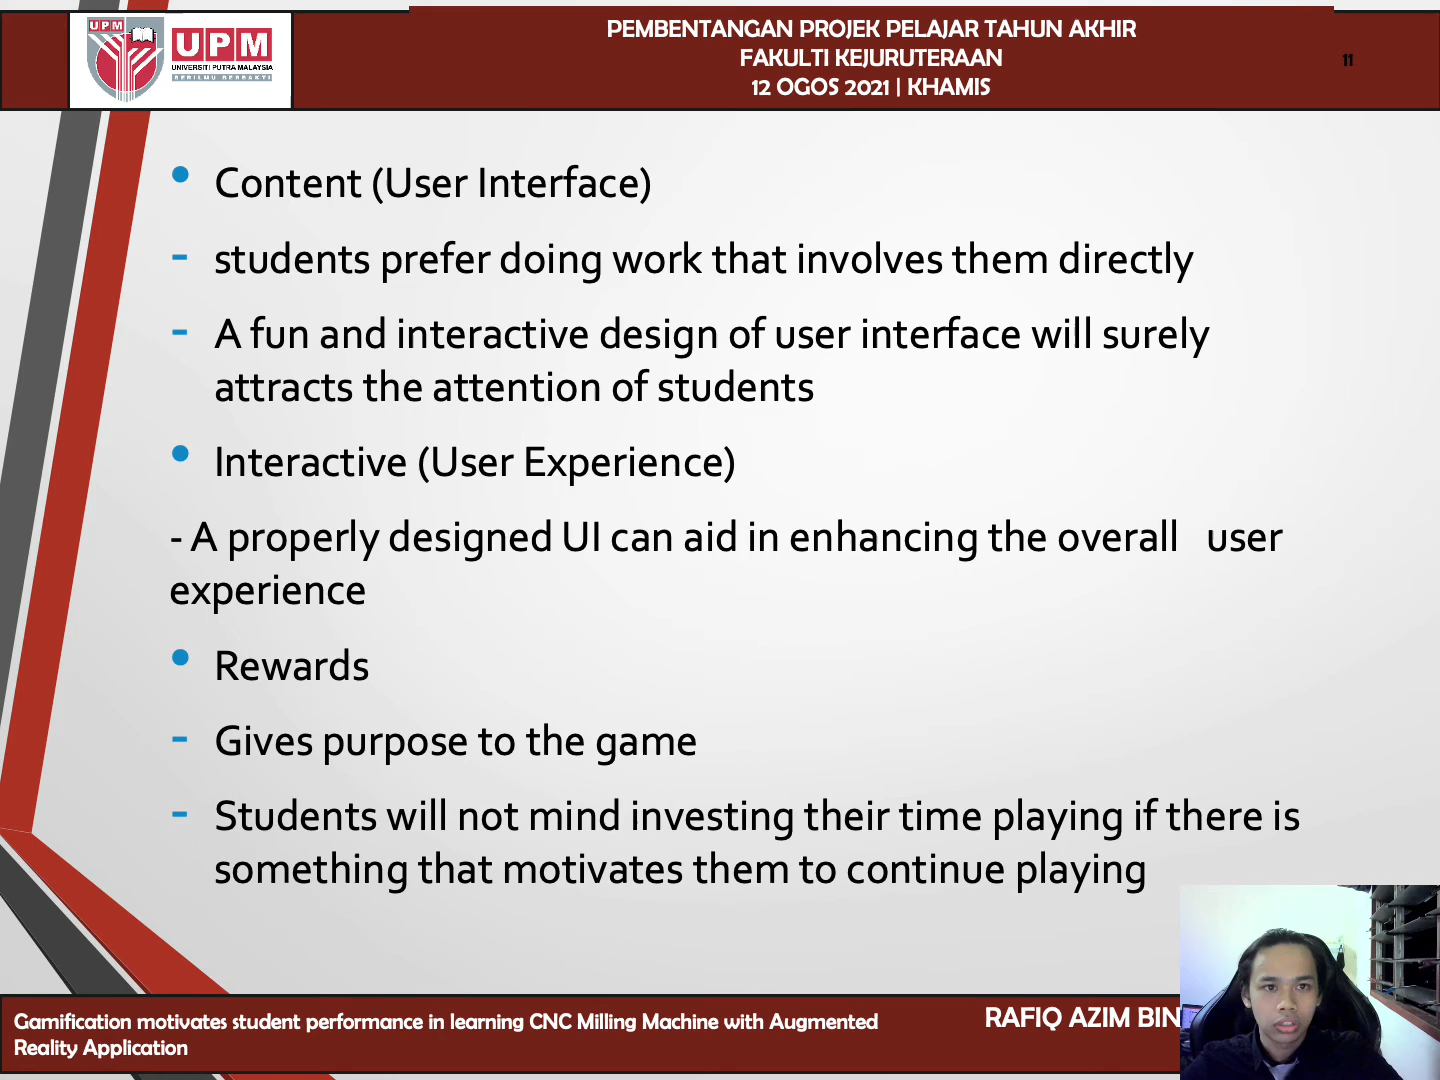 UPM
UPM
UNIVERSITI PUTRA MALAYSIA
BERILMU BERBAKTI
PEMBENTANGAN PROJEK PELAJAR TAHUN AKHIR
FAKULTI KEJURUTERAAN
12 OGOS 2021 | KHAMIS
11
• Content (User Interface)
- students prefer doing work that involves them directly
- A fun and interactive design of user interface will surely
attracts the attention of students
• Interactive (User Experience)
- A properly designed UI can aid in enhancing the overall user
experience
• Rewards
- Gives purpose to the game
- Students will not mind investing their time playing if there is
something that motivates them to continue playing
Gamification motivates student performance in learning CNC Milling Machine with Augmented
Reality Application
RAFIQ AZIM BIN